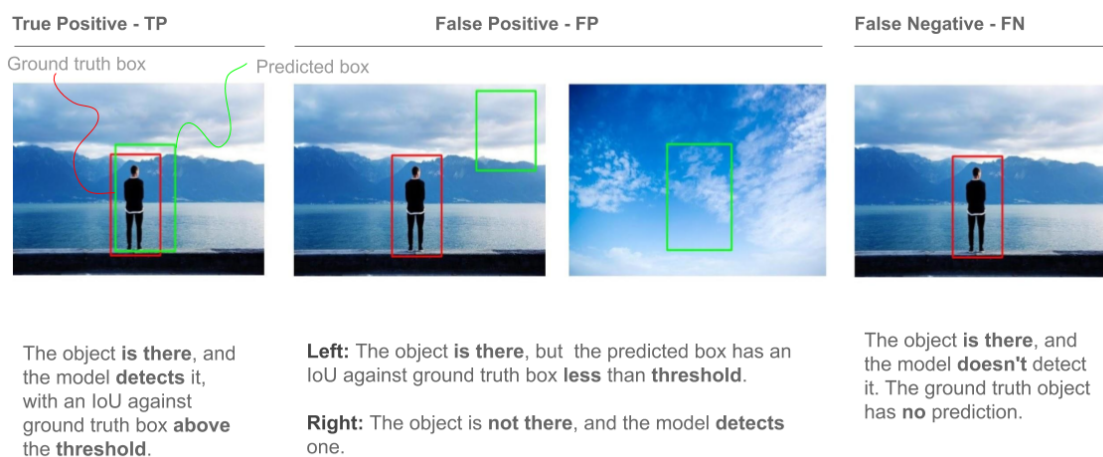 True Positive - TP
False Positive - FP
False Negative - FN
Ground truth box
Predicted box
The object is there, and
the model detects it,
with an IoU against
ground truth box above
the threshold.
Left: The object is there, but the predicted box has an
IoU against ground truth box less than threshold.
Right: The object is not there, and the model detects
one.
The object is there, and
the model doesn't detect
it. The ground truth object
has no prediction.